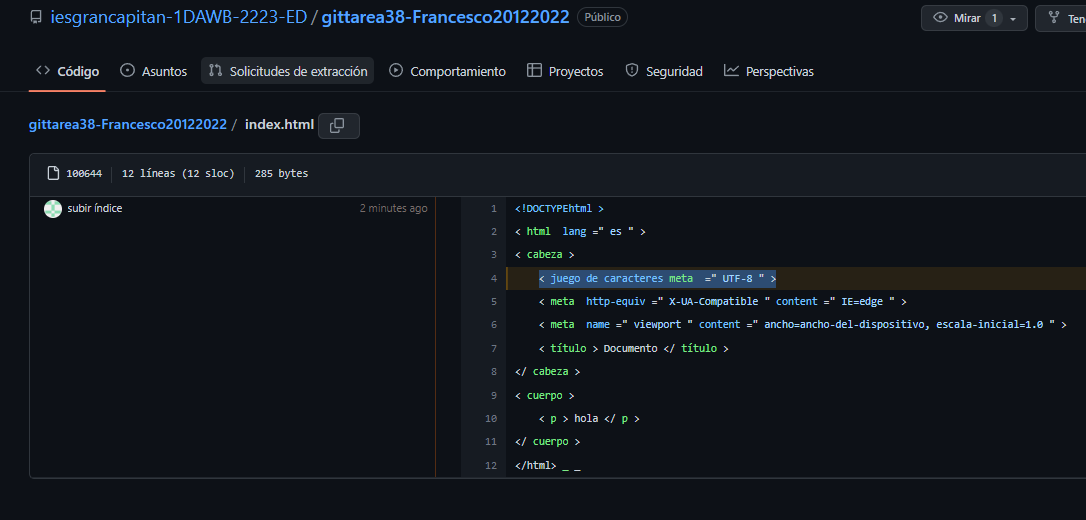 iesgrancapitan-1DAWB-2223-ED / gittarea38-Francesco20122022 Público Mirar 1
Código Asuntos Solicitudes de extracción Comportamiento Proyectos Seguridad Perspectivas
gittarea38-Francesco20122022 / index.html
100644 12 líneas (12 sloc) 285 bytes
subir índice 2 minutes ago
1 <!DOCTYPEhtml >
2 < html lang =" es " >
3 < cabeza >
4 < juego de caracteres meta =" UTF-8 " >
5 < meta http-equiv =" X-UA-Compatible " content =" IE=edge " >
6 < meta name =" viewport " content =" ancho=ancho-del-dispositivo, escala-inicial=1.0 " >
7 < título > Documento </ título >
8 </ cabeza >
9 < cuerpo >
10 < p > hola </ p >
11 </ cuerpo >
12 </html> _ _